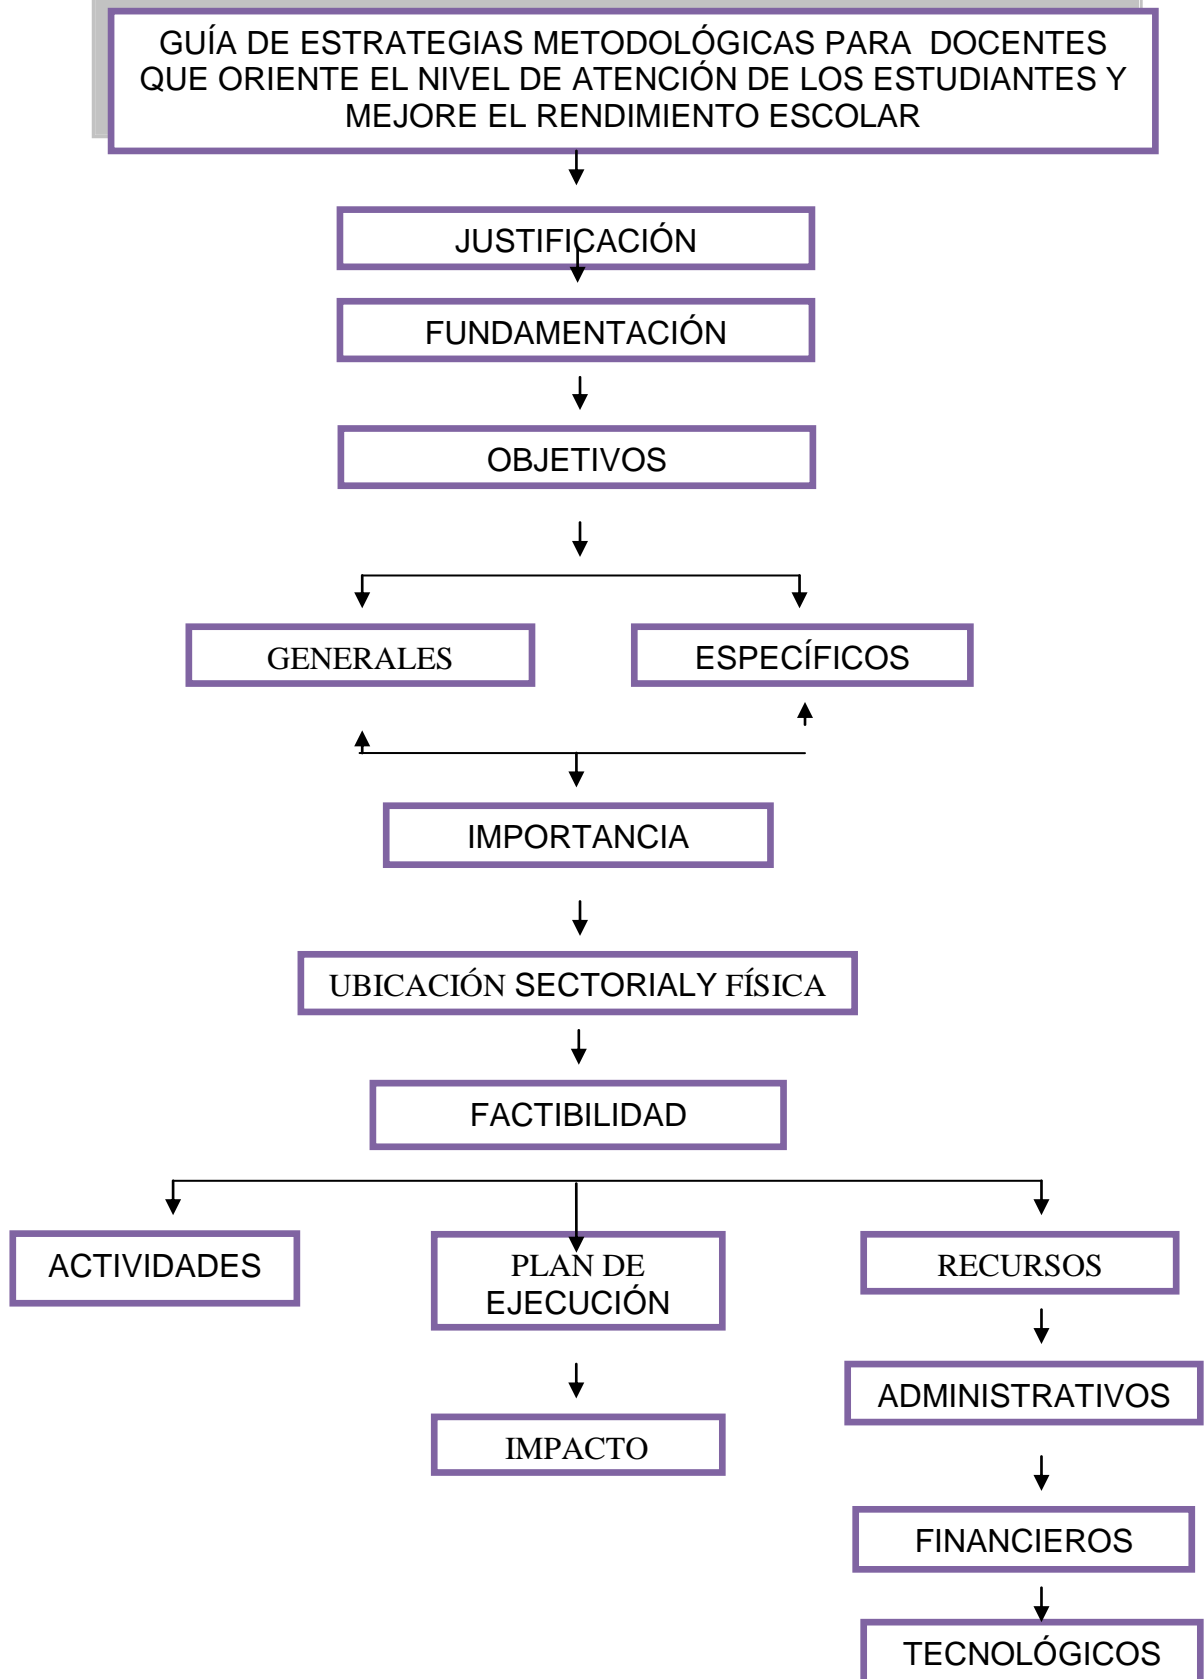 GUÍA DE ESTRATEGIAS METODOLÓGICAS PARA DOCENTES
QUE ORIENTE EL NIVEL DE ATENCIÓN DE LOS ESTUDIANTES Y
MEJORE EL RENDIMIENTO ESCOLAR
JUSTIFICACIÓN
FUNDAMENTACIÓN
OBJETIVOS
GENERALES
ESPECÍFICOS
IMPORTANCIA
UBICACIÓN SECTORIALY FÍSICA
FACTIBILIDAD
ACTIVIDADES
PLAN DE
EJECUCIÓN
RECURSOS
ADMINISTRATIVOS
IMPACTO
FINANCIEROS
TECNOLÓGICOS